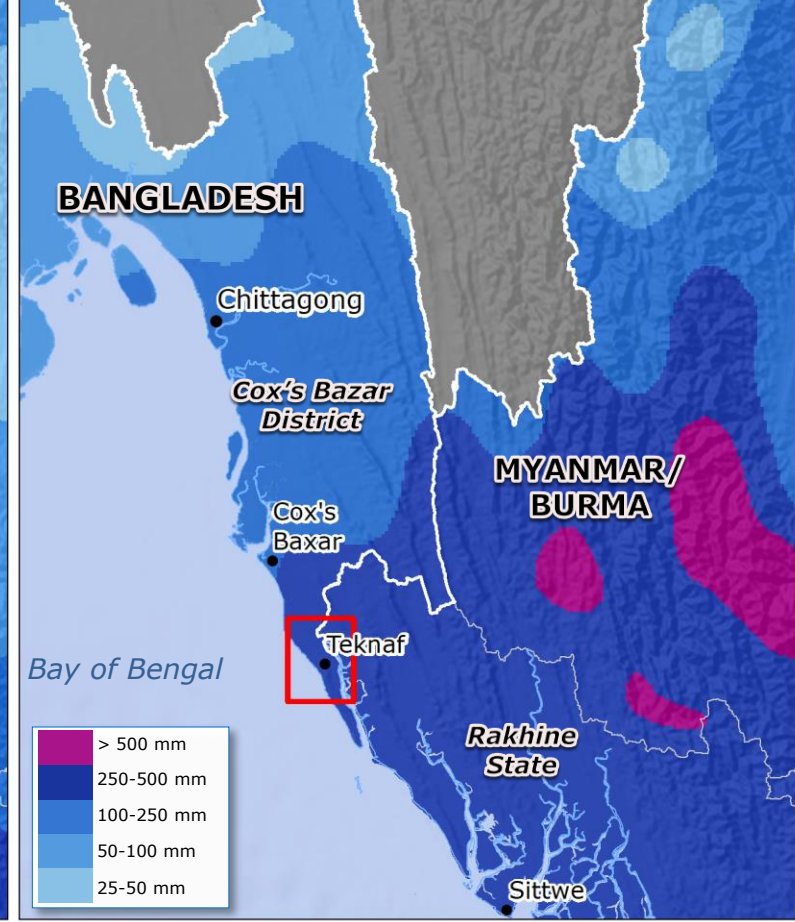 BANGLADESH
Chittagong
Cox's Bazar
District
MYANMAR/
BURMA
Cox's
Baxar
Teknaf
Bay of Bengal
Rakhine
State
> 500 mm
250-500 mm
100-250 mm
50-100 mm
25-50 mm
Sittwe